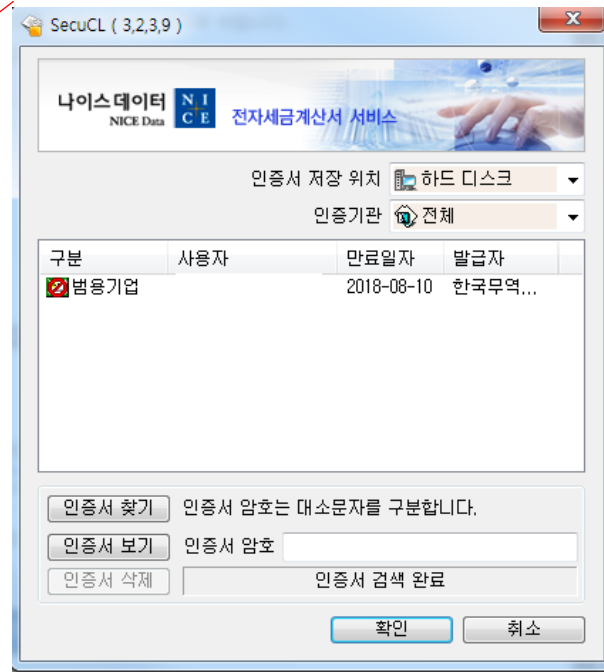 SecuCL ( 3,2,3,9 )
나이스데이터
NICE Data
N I
C E
전자세금계산서 서비스
인증서 저장 위치 하드 디스크
인증기관 전체
구분 사용자 만료일자 발급자
범용기업 2018-08-10 한국무역...
인증서 찾기 인증서 암호는 대소문자를 구분합니다.
인증서 보기 인증서 암호
인증서 삭제 인증서 검색 완료
확인 취소